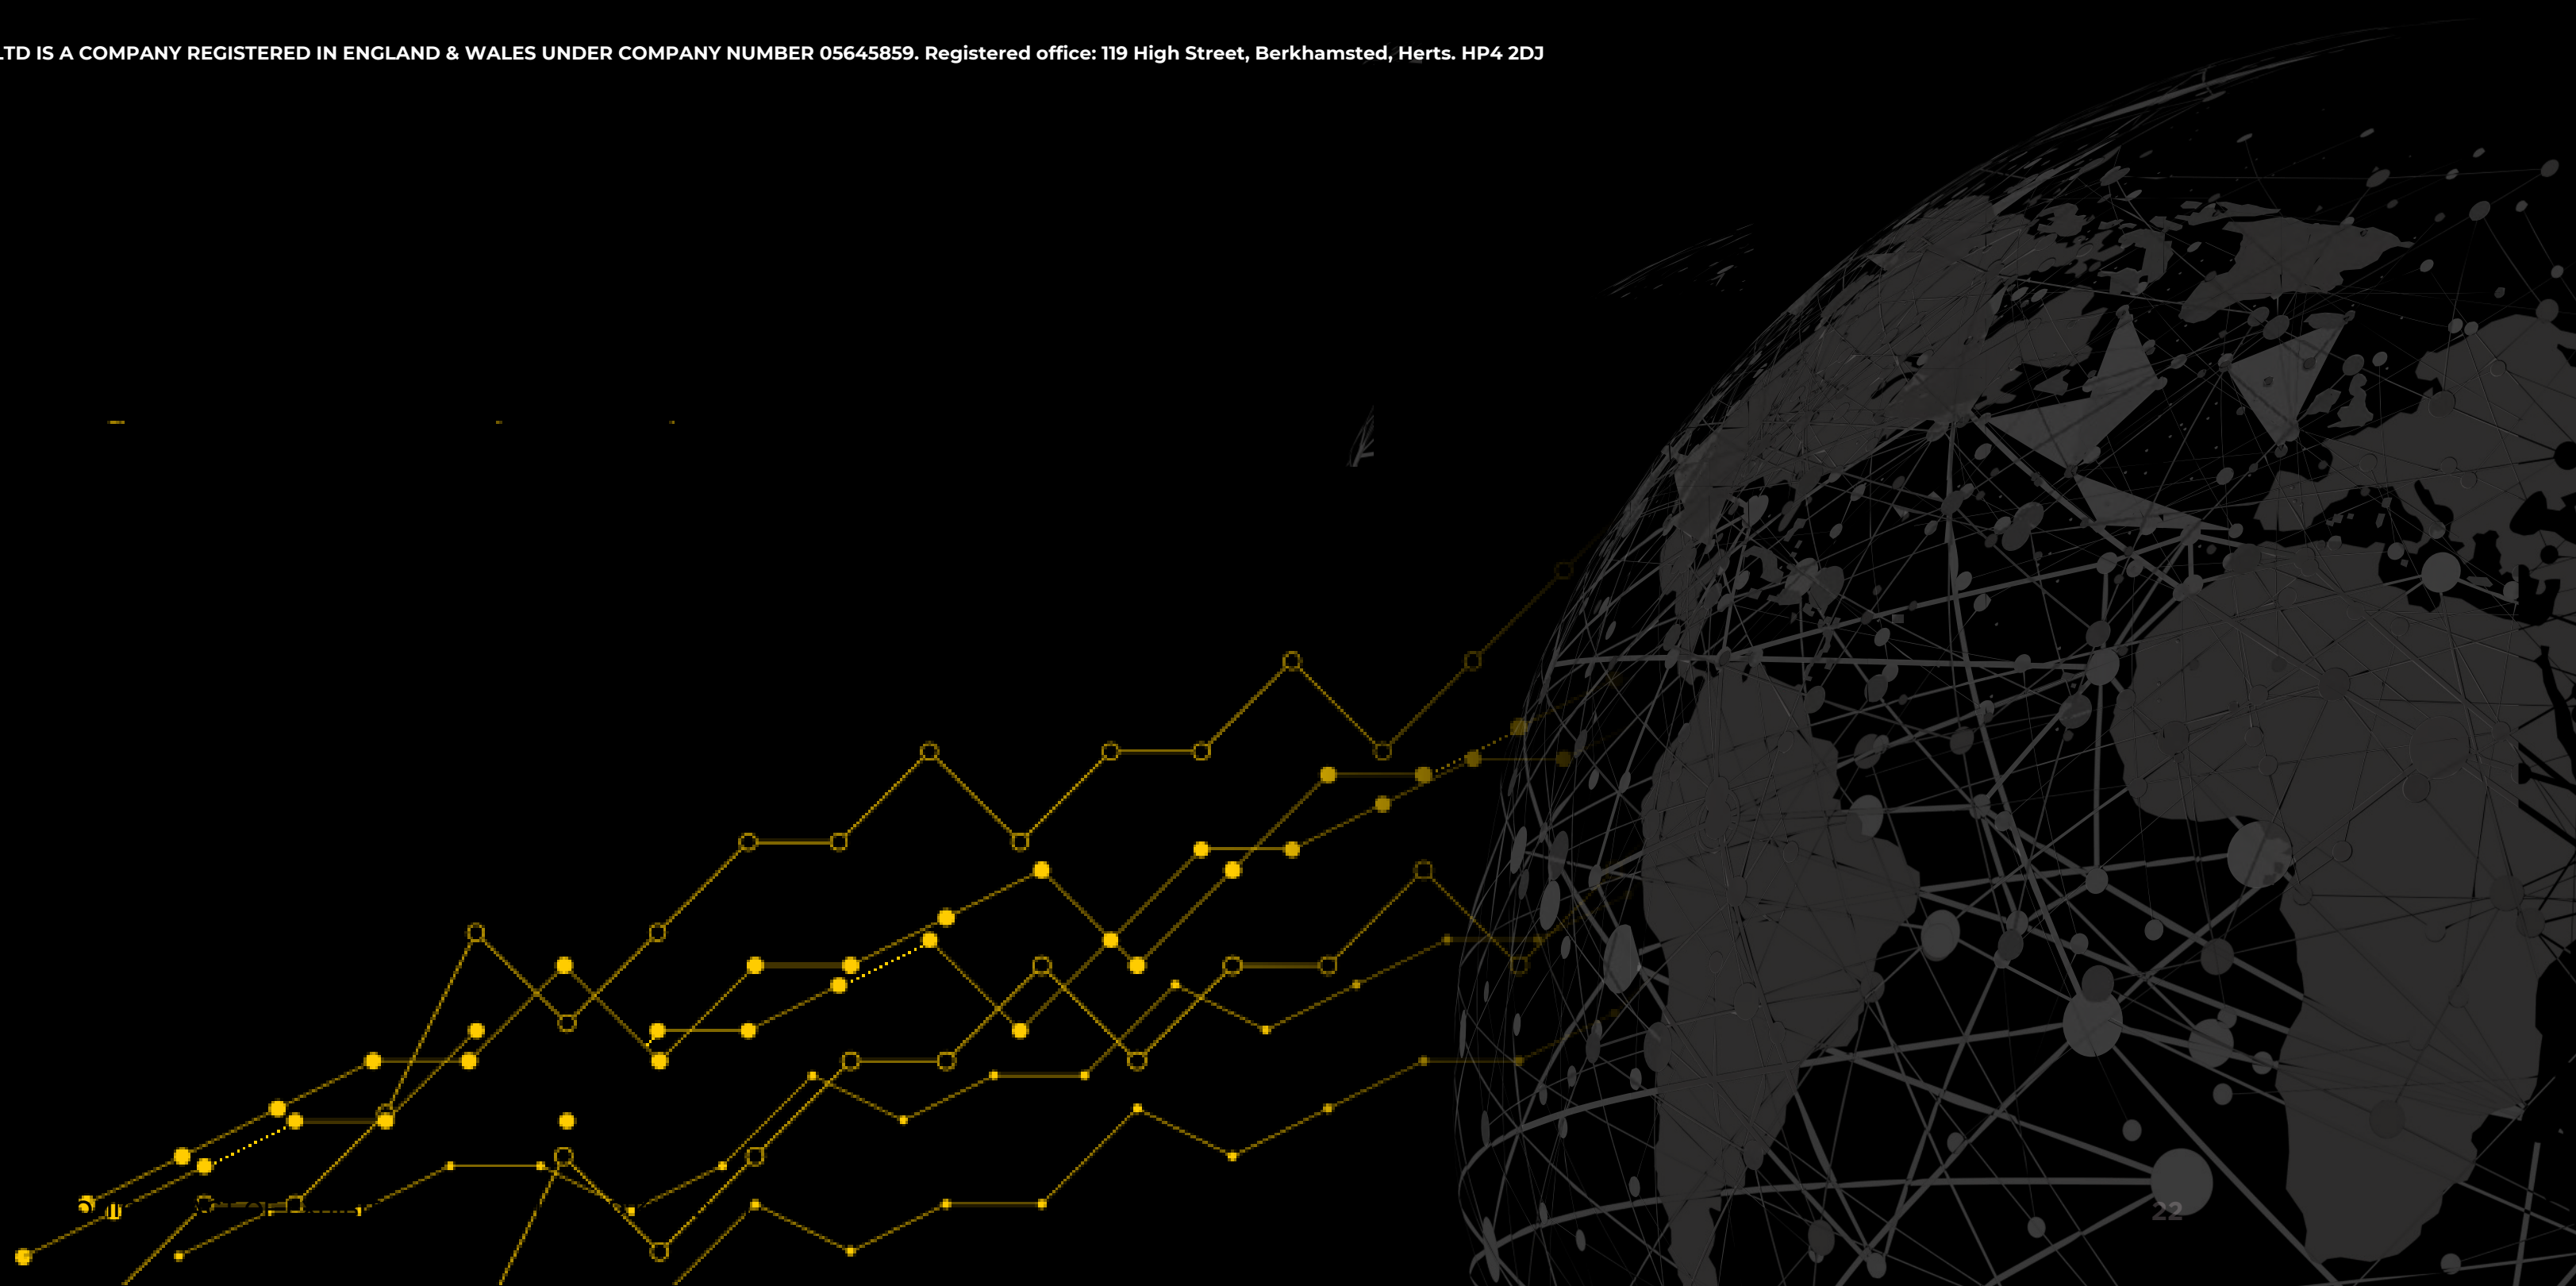 LTD IS A COMPANY REGISTERED IN ENGLAND & WALES UNDER COMPANY NUMBER 05645859. Registered office: 119 High Street, Berkhamsted, Herts. HP4 2DJ
22